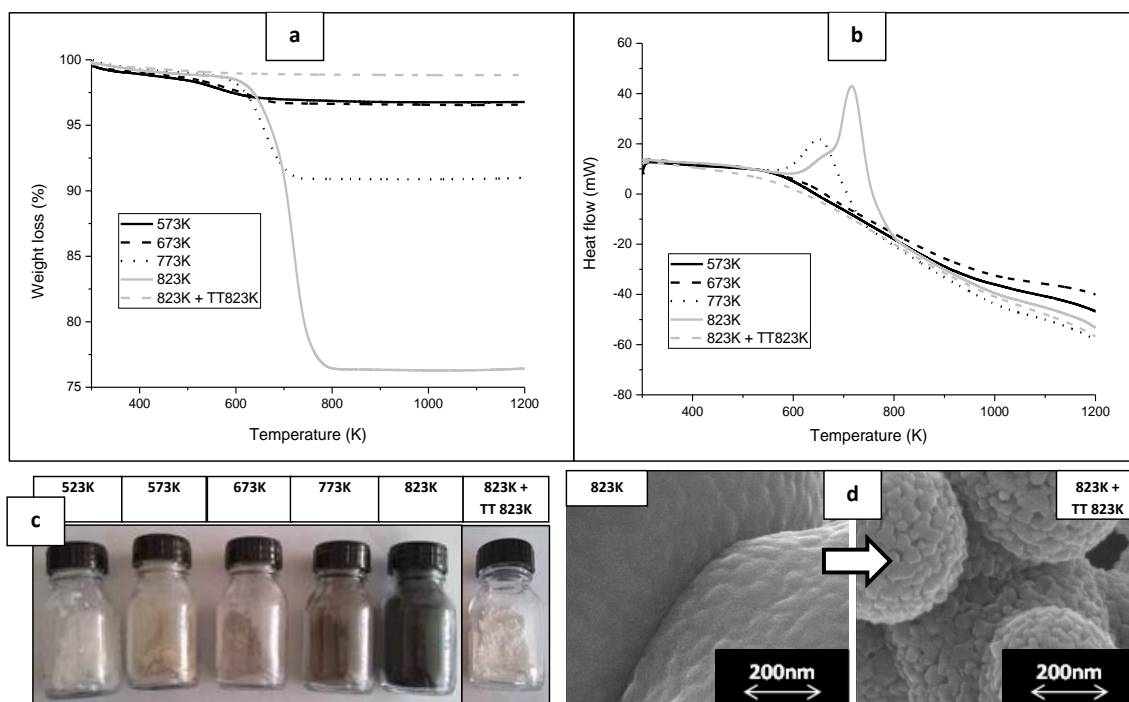 a
100
95
90
85
80
75
Weight loss (%)
573K
673K
773K
823K
823K + TT823K
400 600 800 1000 1200
Temperature (K)
b
60
40
20
0
-20
-40
-60
-80
Heat flow (mW)
573K
673K
773K
823K
823K + TT823K
400 600 800 1000 1200
Temperature (K)
c
523K 573K 673K 773K 823K 823K +
TT 823K
d
823K
823K +
TT 823K
200nm
200nm